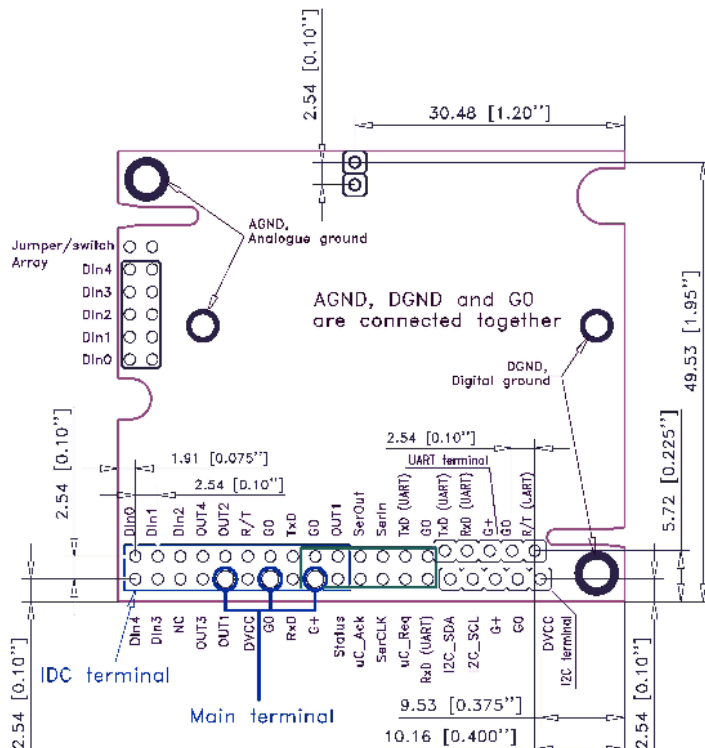 2.54 [0.10'']
30.48 [1.20'']
AGND,
Analogue ground
Jumper/switch
Array
DIn4
DIn3
DIn2
DIn1
DIn0
AGND, DGND and G0
are connected together
DGND,
Digital ground
49.53 [1.95'']
2.54 [0.10'']
1.91 [0.075'']
2.54 [0.10'']
2.54 [0.10'']
UART terminal
5.72 [0.225'']
DIn0
DIn1
DIn2
OUT4
OUT2
R/T
G0
TxD
G0
OUT1
SerOut
SerIn
TxD (UART)
G0
TxD (UART)
RxD (UART)
G+
G0
R/T (UART)
DIn4
DIn3
NC
OUT3
OUT1
DVCC
G0
RxD
G+
Status
uC_Ack
SerCLK
uC_Req
RxD (UART)
I2C_SDA
I2C_SCL
G+
G0
DVCC
I2C terminal
IDC terminal
Main terminal
2.54 [0.10'']
9.53 [0.375'']
10.16 [0.400'']
2.54 [0.10'']